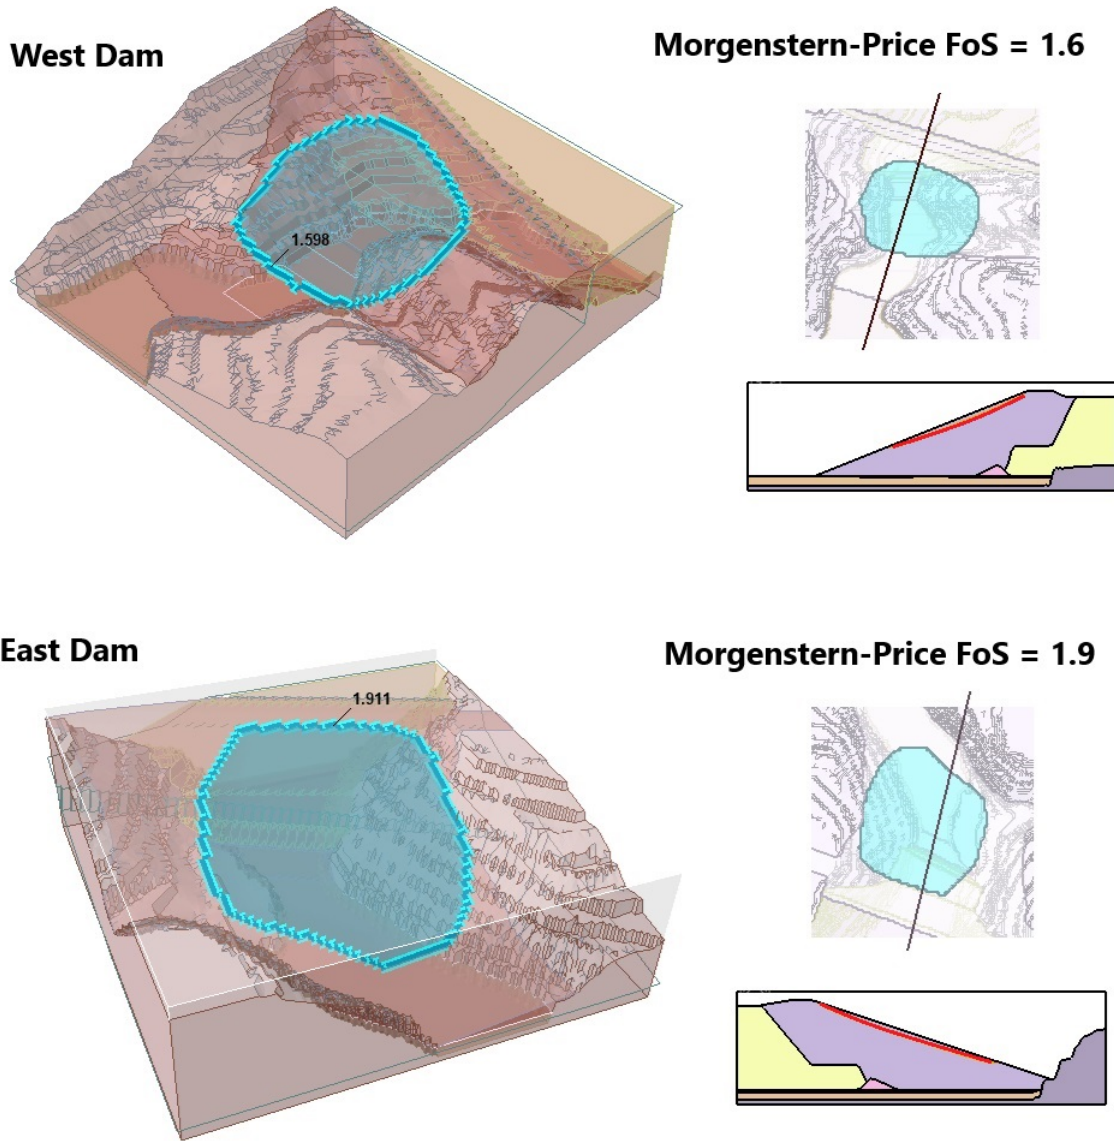 West Dam
Morgenstern-Price FoS = 1.6
1.598
East Dam
Morgenstern-Price FoS = 1.9
1.911